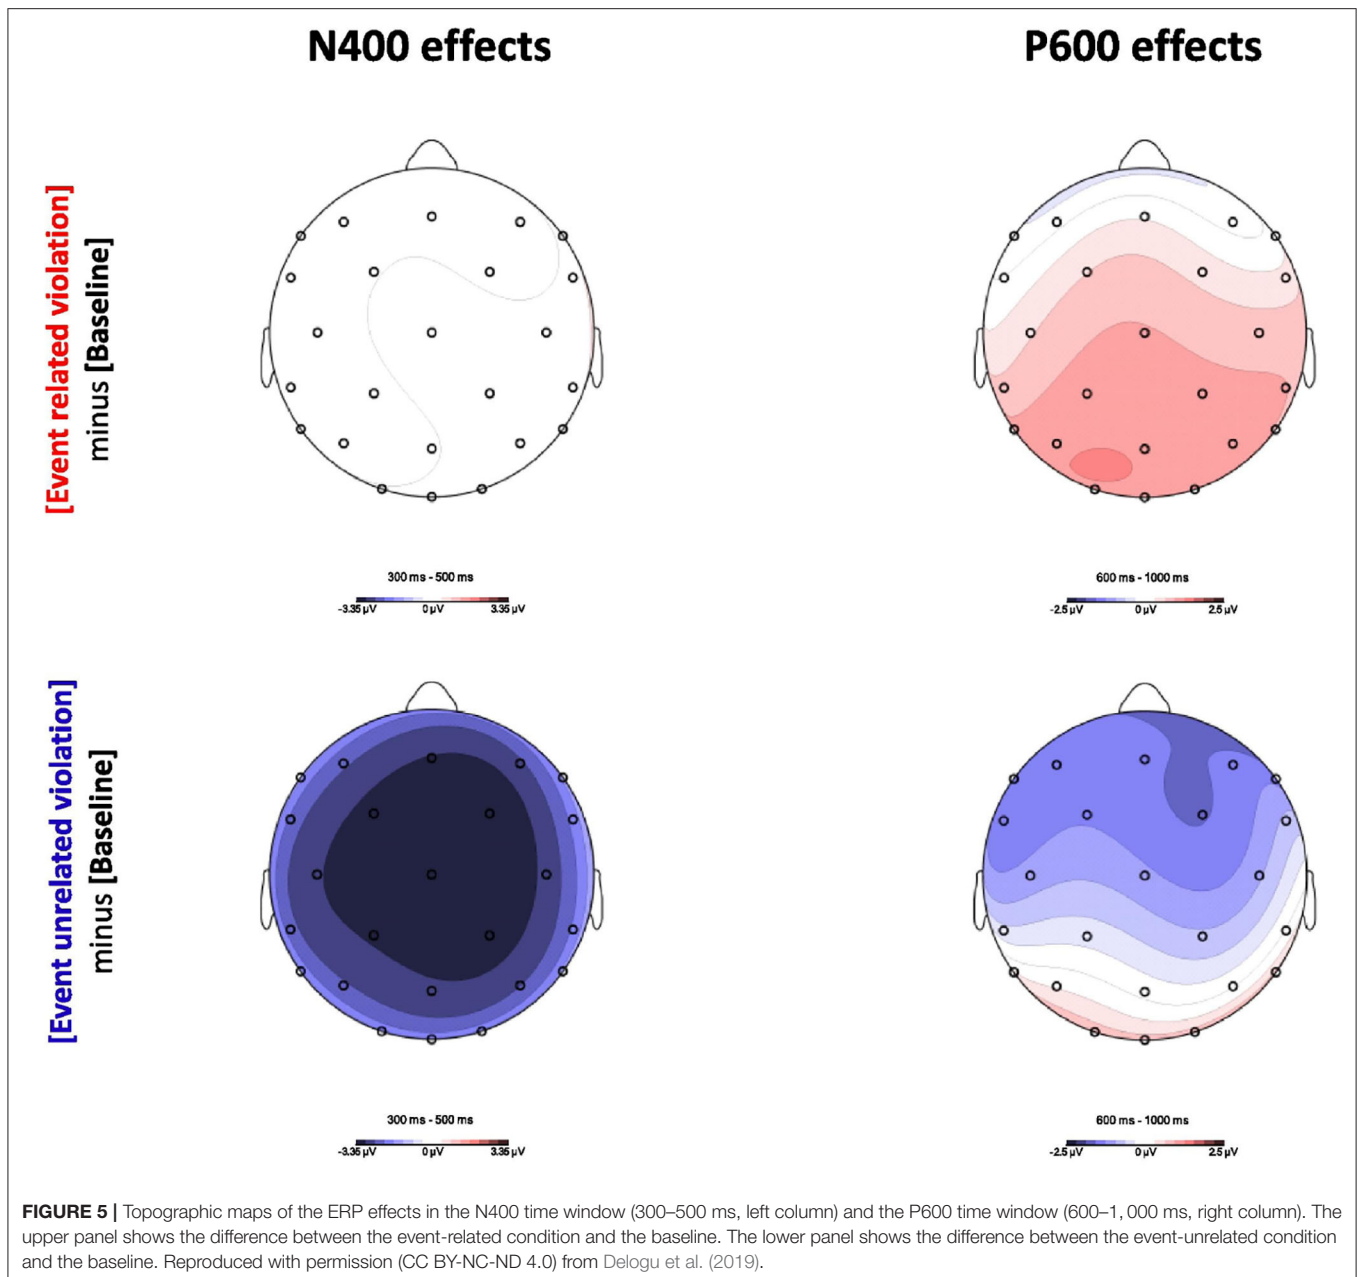 N400 effects
P600 effects
[Event related violation]
minus [Baseline]
300 ms - 500 ms
-3.35 µV 0 µV 3.35 µV
600 ms - 1000 ms
-2.5 µV 0 µV 2.5 µV
[Event unrelated violation]
minus [Baseline]
300 ms - 500 ms
-3.35 µV 0 µV 3.35 µV
600 ms - 1000 ms
-2.5 µV 0 µV 2.5 µV
FIGURE 5 | Topographic maps of the ERP effects in the N400 time window (300–500 ms, left column) and the P600 time window (600–1, 000 ms, right column). The
upper panel shows the difference between the event-related condition and the baseline. The lower panel shows the difference between the event-unrelated condition
and the baseline. Reproduced with permission (CC BY-NC-ND 4.0) from Delogu et al. (2019).